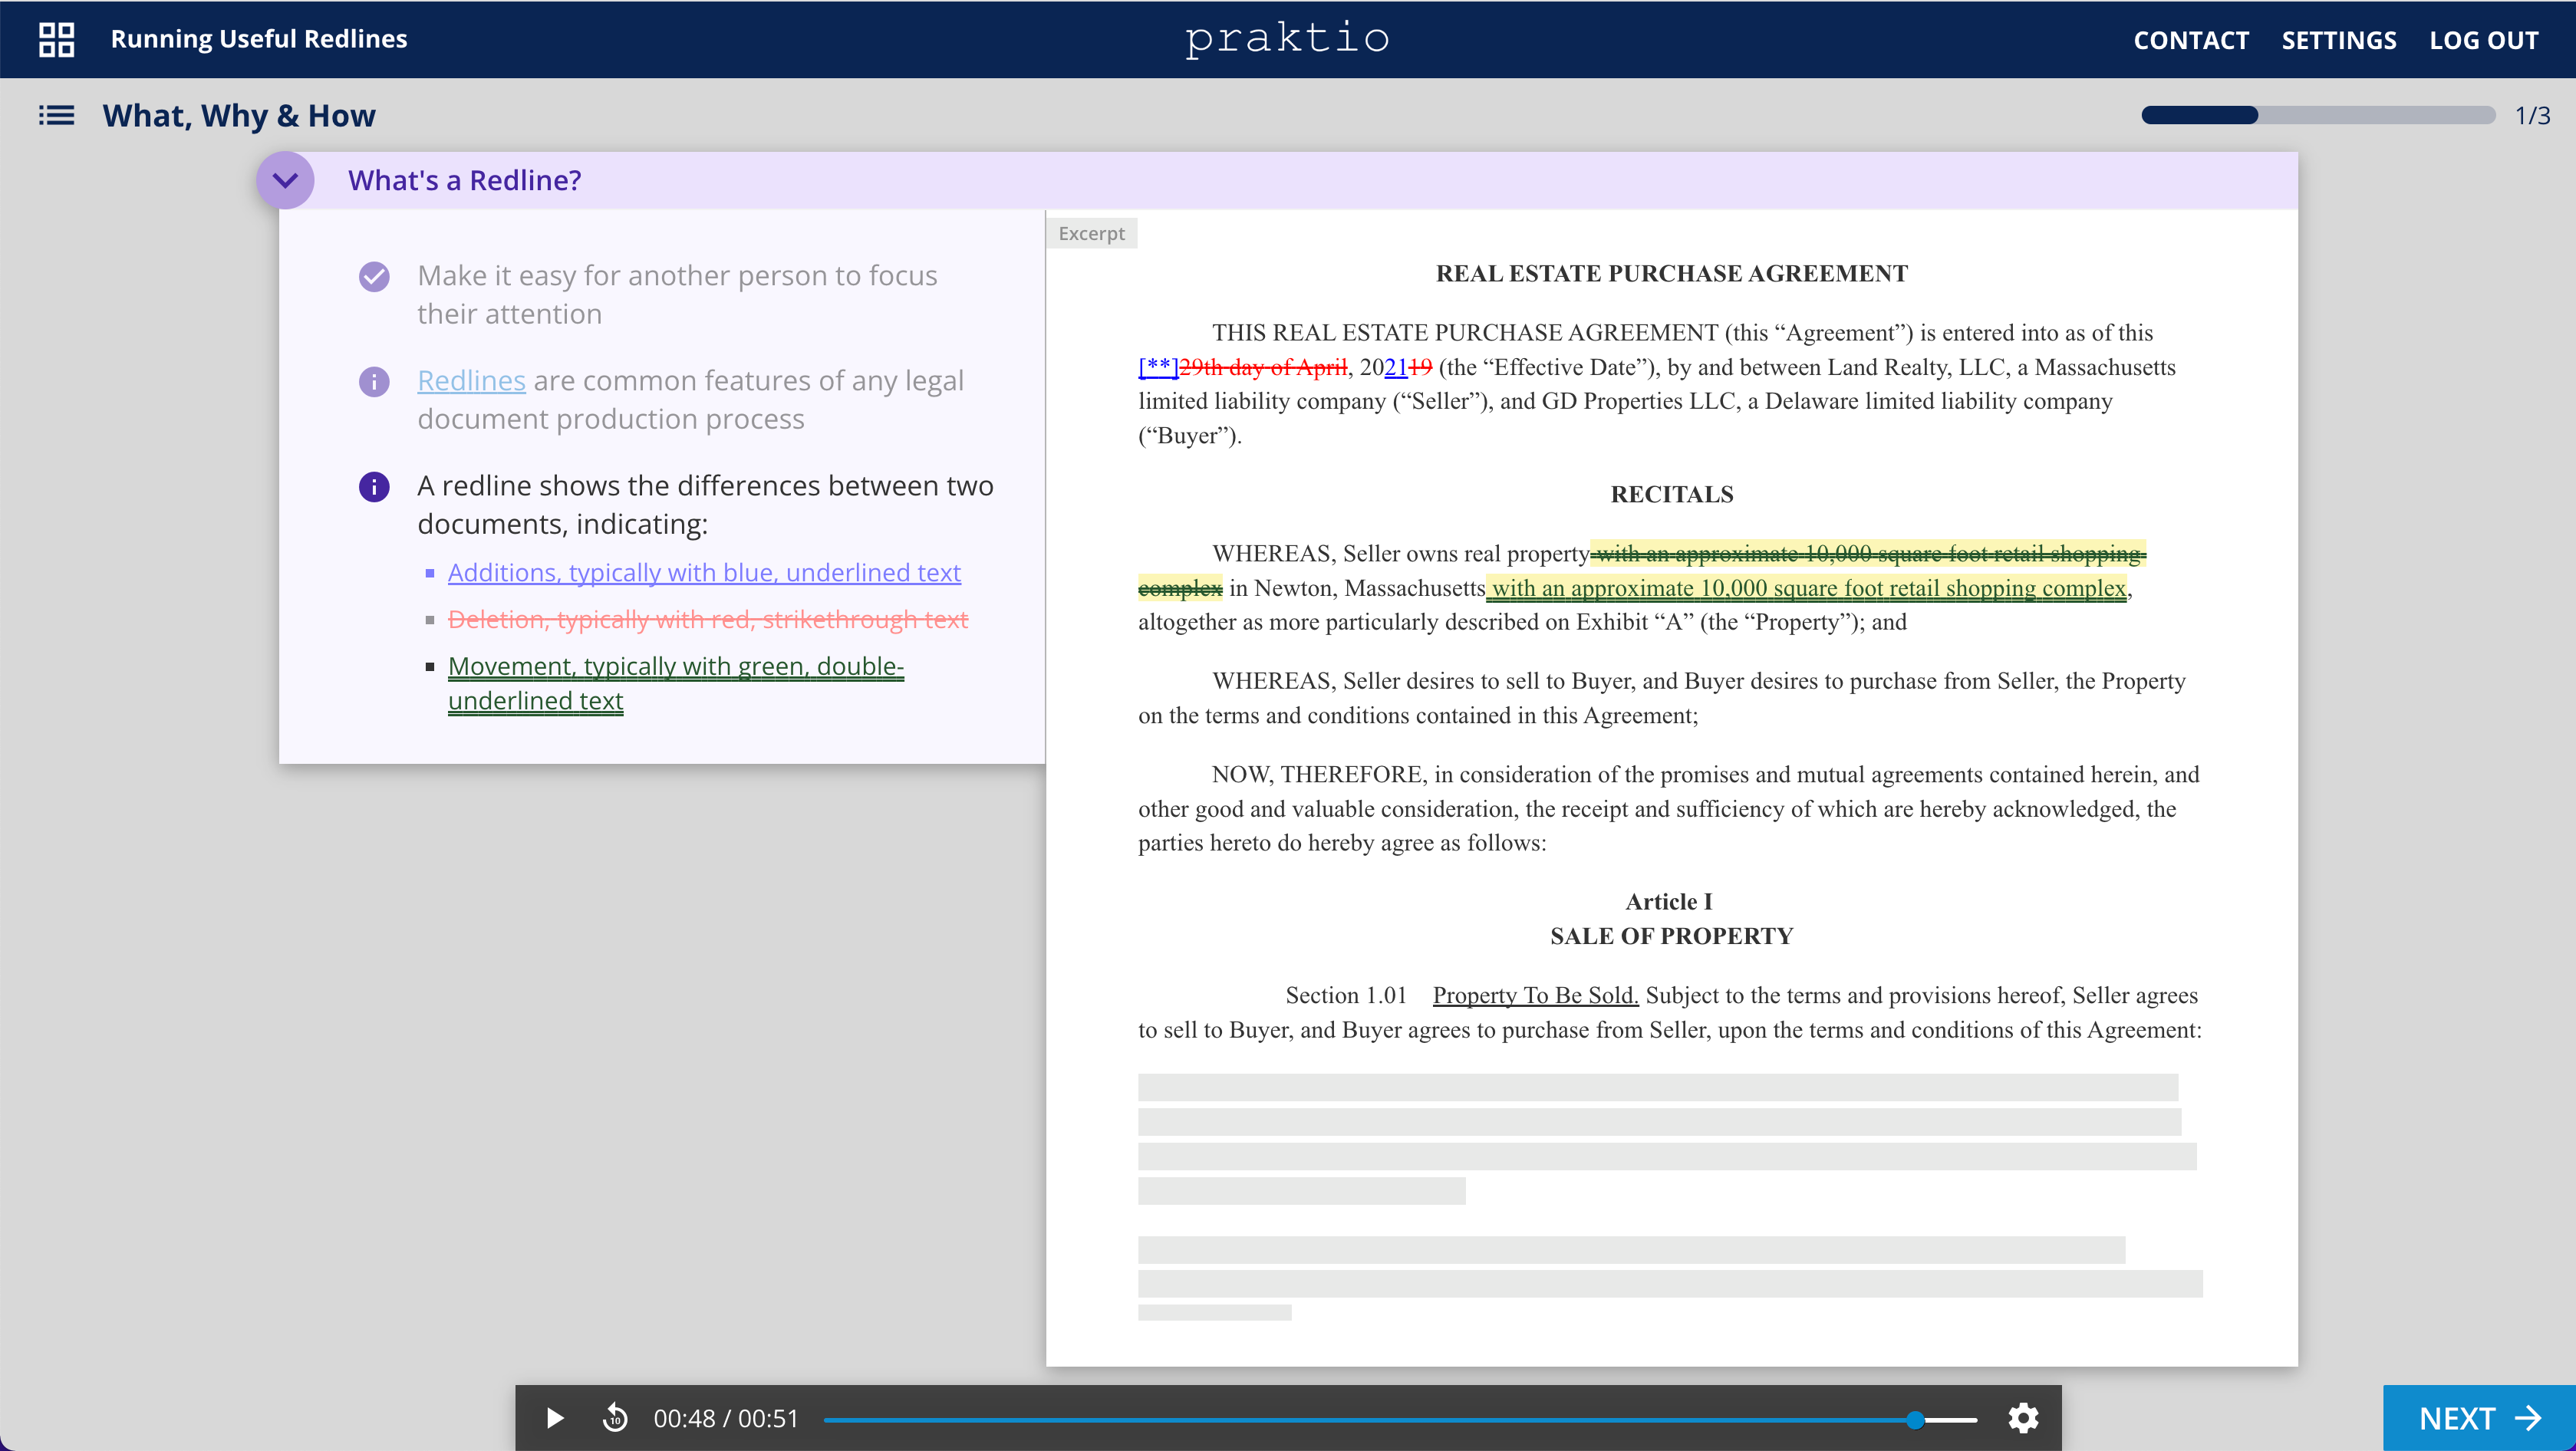 Running Useful Redlines
praktio
CONTACT SETTINGS LOG OUT
What, Why & How
1/3
What's a Redline?
Make it easy for another person to focus
their attention
Redlines are common features of any legal
document production process
A redline shows the differences between two
documents, indicating:
Additions, typically with blue, underlined text
Deletion, typically with red, strikethrough text
Movement, typically with green, double-
underlined text
Excerpt
REAL ESTATE PURCHASE AGREEMENT
THIS REAL ESTATE PURCHASE AGREEMENT (this “Agreement”) is entered into as of this
[**]29th day of April, 202119 (the “Effective Date”), by and between Land Realty, LLC, a Massachusetts
limited liability company (“Seller”), and GD Properties LLC, a Delaware limited liability company
(“Buyer”).
RECITALS
WHEREAS, Seller owns real property with an approximate 10,000 square foot retail shopping
complex in Newton, Massachusetts with an approximate 10,000 square foot retail shopping complex,
altogether as more particularly described on Exhibit “A” (the “Property”); and
WHEREAS, Seller desires to sell to Buyer, and Buyer desires to purchase from Seller, the Property
on the terms and conditions contained in this Agreement;
NOW, THEREFORE, in consideration of the promises and mutual agreements contained herein, and
other good and valuable consideration, the receipt and sufficiency of which are hereby acknowledged, the
parties hereto do hereby agree as follows:
Article I
SALE OF PROPERTY
Section 1.01 Property To Be Sold. Subject to the terms and provisions hereof, Seller agrees
to sell to Buyer, and Buyer agrees to purchase from Seller, upon the terms and conditions of this Agreement:
10
00:48 / 00:51
NEXT